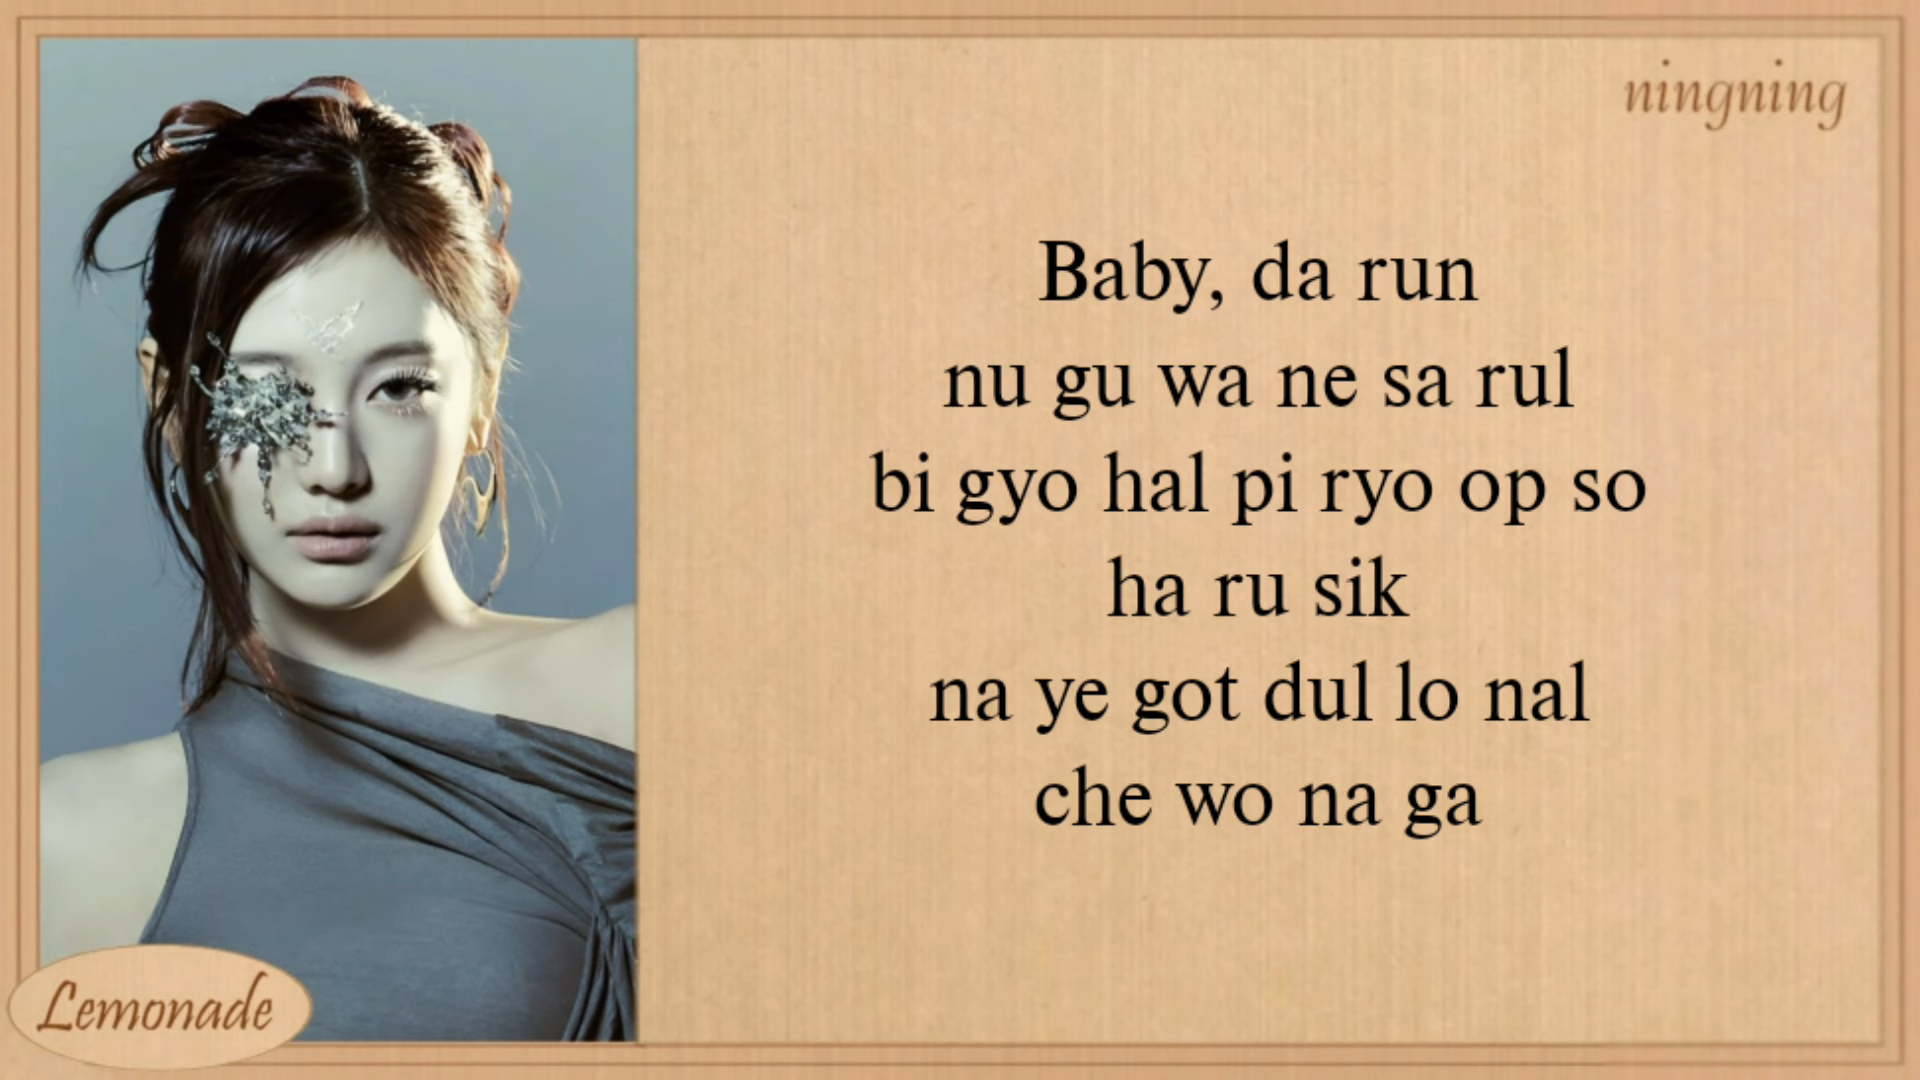 ningning
Baby, da run
nu gu wa ne sa rul
bi gyo hal pi ryo op so
ha ru sik
na ye got dul lo nal
che wo na ga
Lemonade